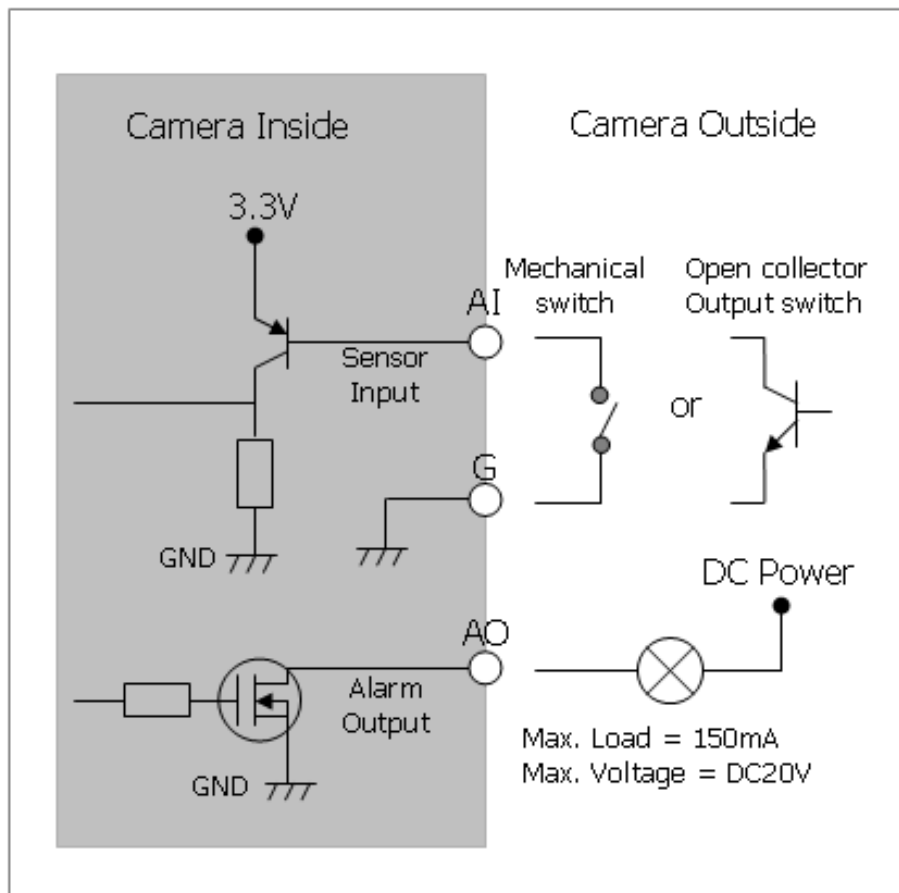 Camera Inside
Camera Outside
3.3V
Mechanical
switch
Open collector
Output switch
AI
Sensor
Input
or
G
GND
DC Power
AO
Alarm
Output
Max. Load = 150mA
Max. Voltage = DC20V
GND